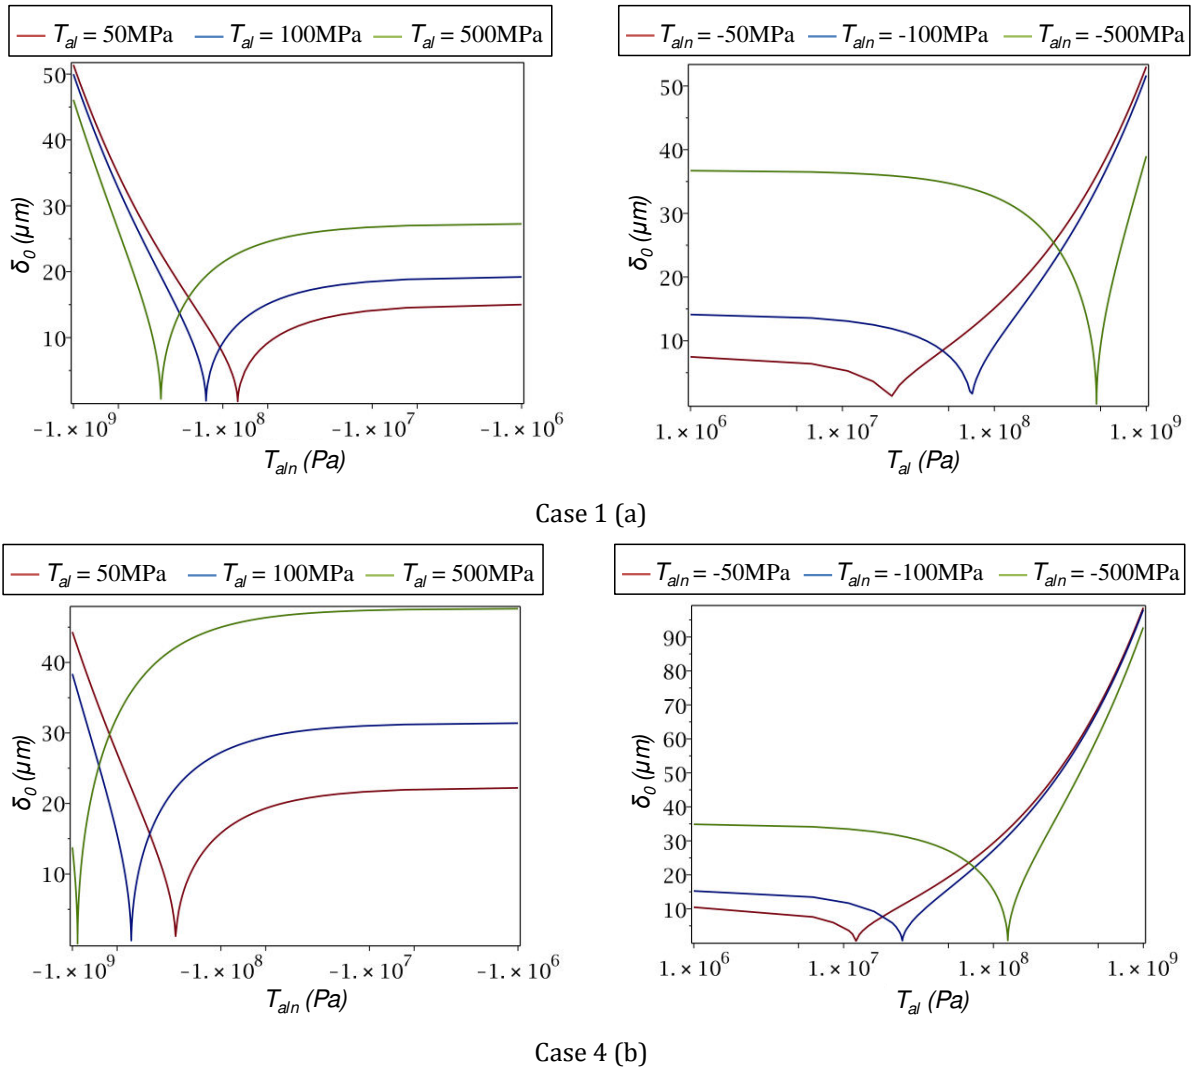 T_al = 50MPa T_al = 100MPa T_al = 500MPa
T_aln = -50MPa T_aln = -100MPa T_aln = -500MPa
δ_0 (μm)
50
40
30
20
10
-1.×10^9 -1.×10^8 -1.×10^7 -1.×10^6
T_aln (Pa)
δ_0 (μm)
50
40
30
20
10
1.×10^6 1.×10^7 1.×10^8 1.×10^9
T_al (Pa)
Case 1 (a)
T_al = 50MPa T_al = 100MPa T_al = 500MPa
T_aln = -50MPa T_aln = -100MPa T_aln = -500MPa
δ_0 (μm)
40
30
20
10
-1.×10^9 -1.×10^8 -1.×10^7 -1.×10^6
T_aln (Pa)
δ_0 (μm)
90
80
70
60
50
40
30
20
10
1.×10^6 1.×10^7 1.×10^8 1.×10^9
T_al (Pa)
Case 4 (b)